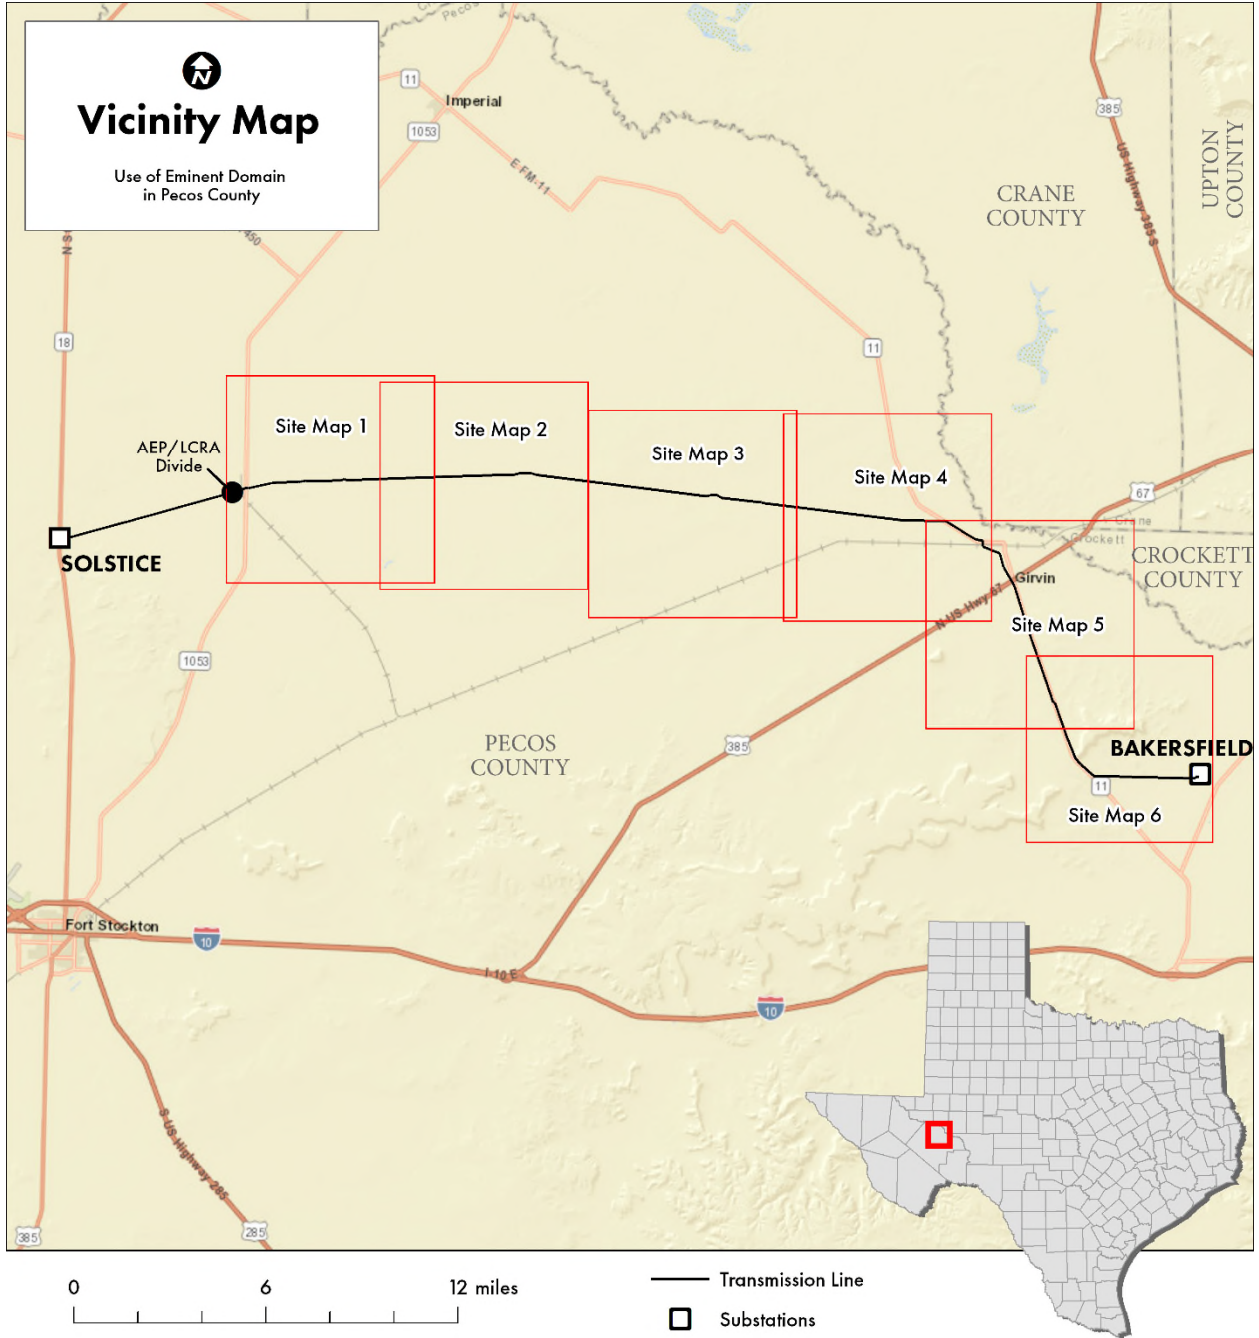 N
Vicinity Map
Use of Eminent Domain
in Pecos County
Pecos
11
Imperial
1053
E FM-11
385
US Highway 385 S
UPTON
COUNTY
CRANE
COUNTY
450
18
11
Site Map 1
Site Map 2
Site Map 3
Site Map 4
AEP/LCRA
Divide
67
SOLSTICE
Crane
Crockett
CROCKETT
COUNTY
Girvin
N US Hwy 67
Site Map 5
1053
PECOS
COUNTY
385
BAKERSFIELD
11
Site Map 6
Fort Stockton
10
I-10 E
10
S US Highway 285
385
285
0
6
12 miles
Transmission Line
Substations